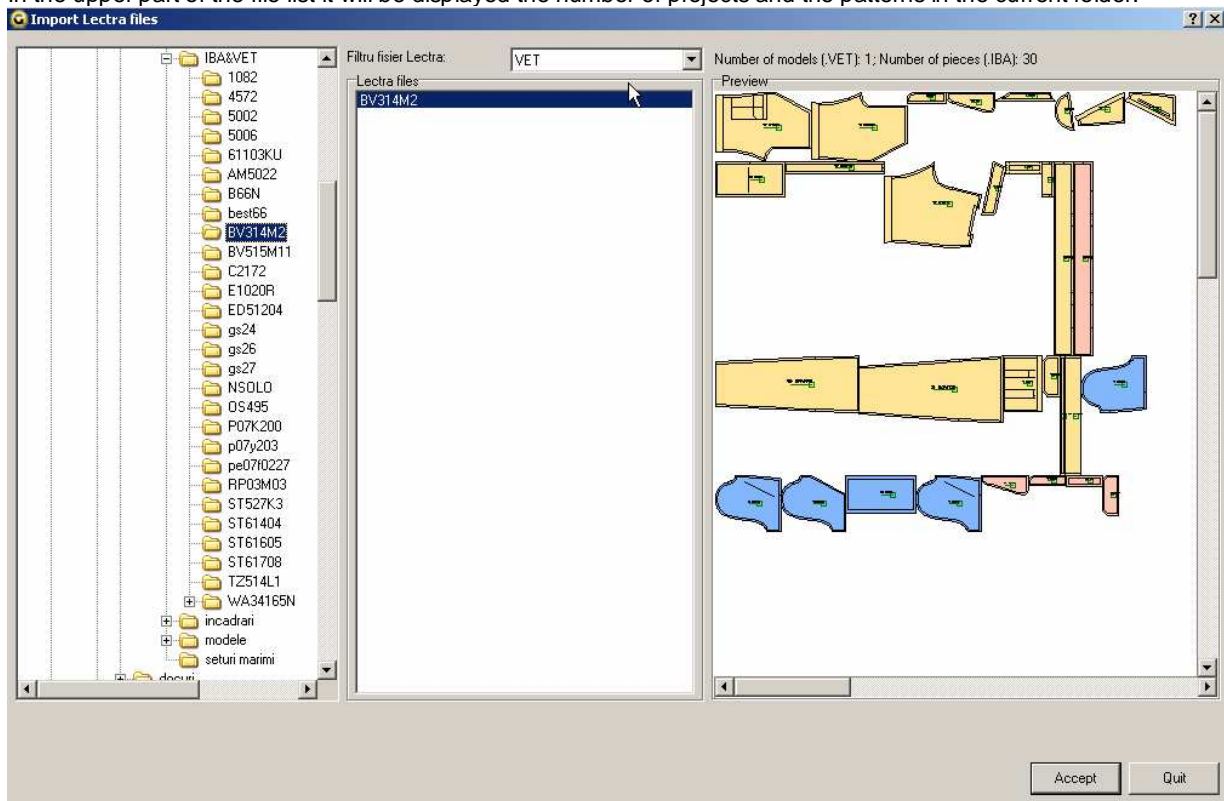 in the upper part of the file list it will be displayed the number of projects and the patterns in the current folder.
Import Lectra files
IBA&VET
1082
4572
5002
5006
61103KU
AM5022
B66N
best66
BV314M2
BV515M11
C2172
E1020R
ED51204
gs24
gs26
gs27
NSOLO
OS495
P07K200
p07y203
pe07f0227
RP03M03
ST527K3
ST61404
ST61605
ST61708
TZ514L1
WA34165N
incadrari
modele
seturi marimi
docuri
Filtru fisier Lectra:
VET
Lectra files
BV314M2
Number of models (.VET): 1; Number of pieces (.IBA): 30
Preview
Accept
Quit